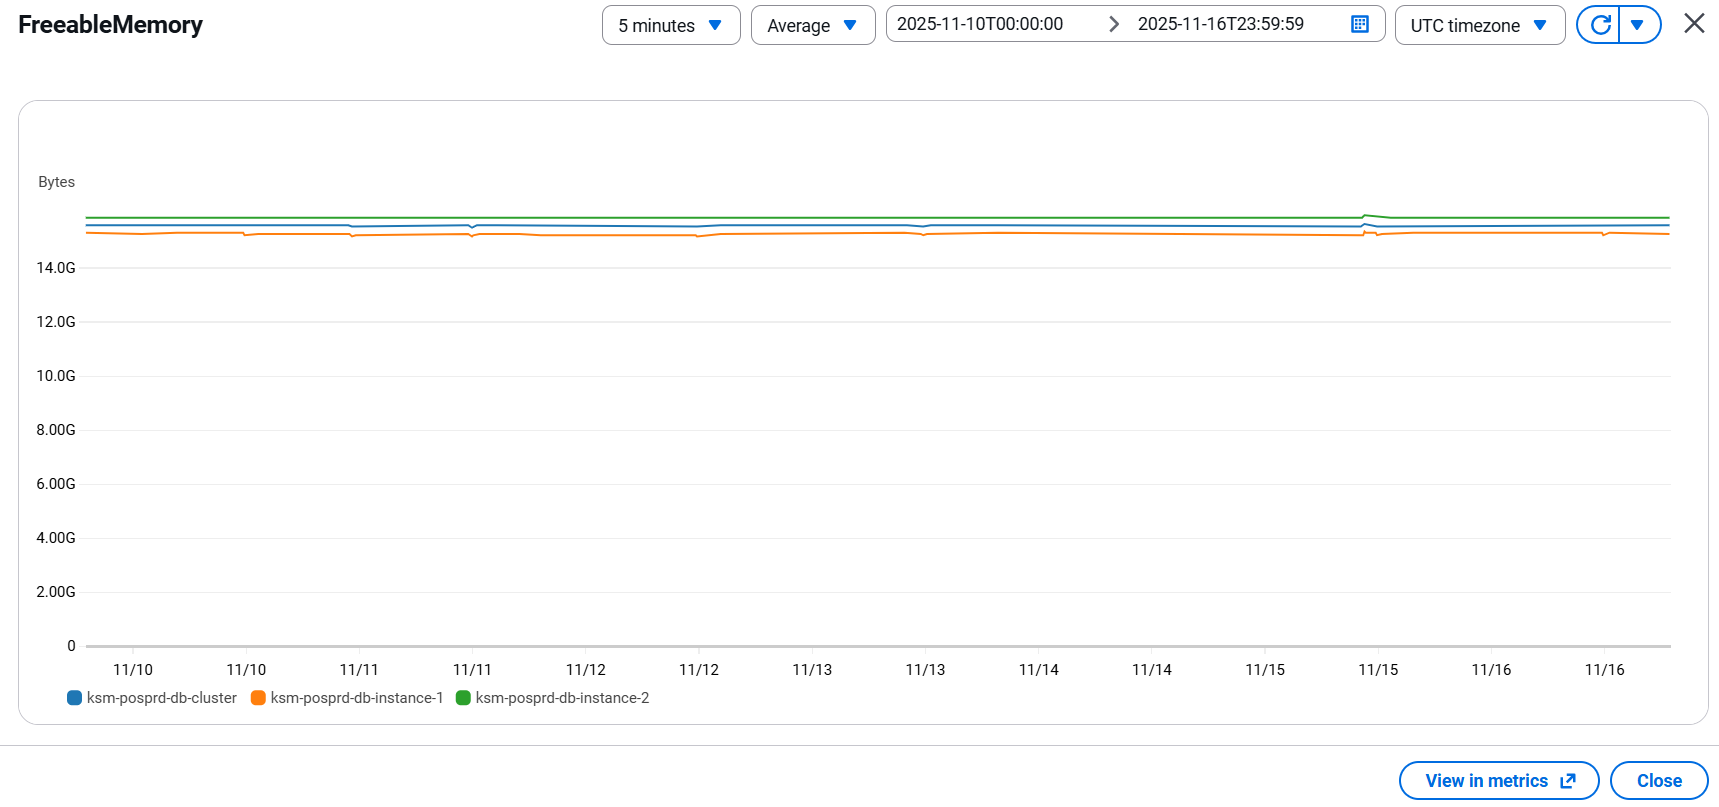 FreeableMemory
5 minutes
Average
2025-11-10T00:00:00
2025-11-16T23:59:59
UTC timezone
Bytes
14.0G
12.0G
10.0G
8.00G
6.00G
4.00G
2.00G
0
11/10 11/10 11/11 11/11 11/12 11/12 11/13 11/13 11/14 11/14 11/15 11/15 11/16 11/16
ksm-posprd-db-cluster ksm-posprd-db-instance-1 ksm-posprd-db-instance-2
View in metrics
Close